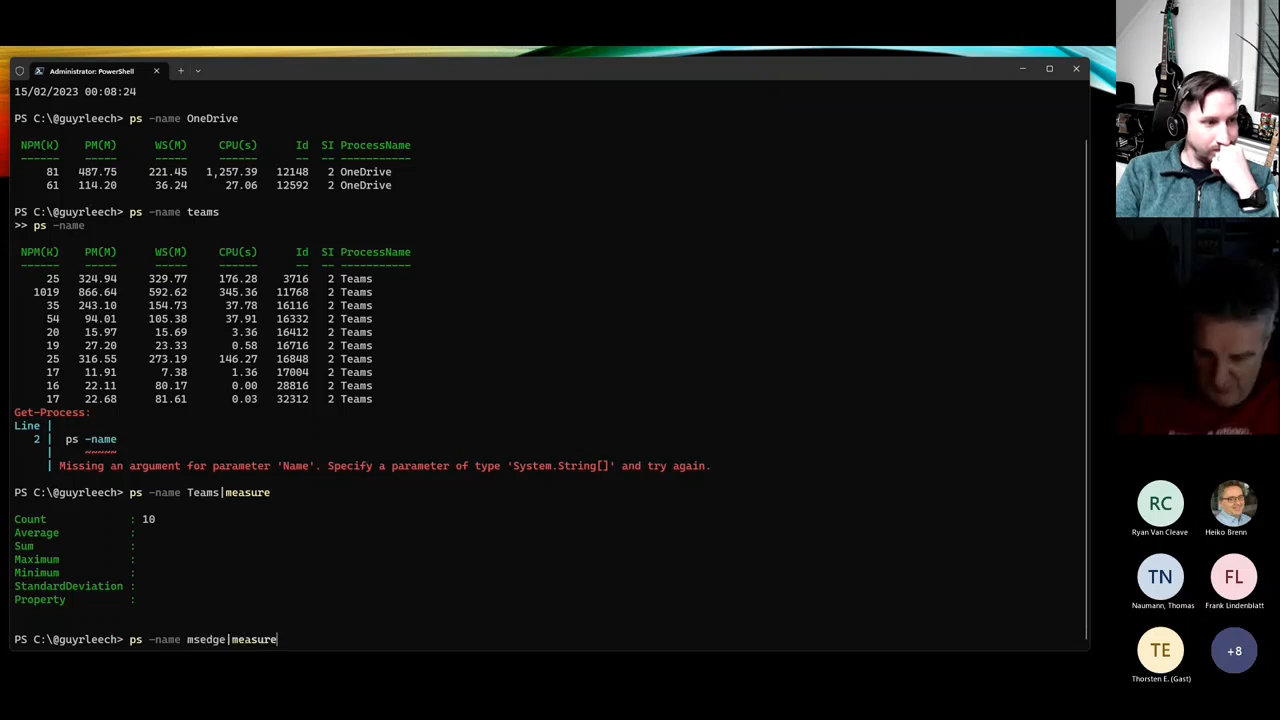 Administrator: PowerShell
15/02/2023 00:08:24
PS C:\@guyrleech> ps -name OneDrive
NPM(K) PM(M) WS(M) CPU(s) Id SI ProcessName
------ ----- ----- ------ -- -- -----------
81 487.75 221.45 1,257.39 12148 2 OneDrive
61 114.20 36.24 27.06 12592 2 OneDrive
PS C:\@guyrleech> ps -name teams
>> ps -name
NPM(K) PM(M) WS(M) CPU(s) Id SI ProcessName
------ ----- ----- ------ -- -- -----------
25 324.94 329.77 176.28 3716 2 Teams
1019 866.64 592.62 345.36 11768 2 Teams
35 243.10 154.73 37.78 16116 2 Teams
54 94.01 105.38 37.91 16332 2 Teams
20 15.97 15.69 3.36 16412 2 Teams
19 27.20 23.33 0.58 16716 2 Teams
25 316.55 273.19 146.27 16848 2 Teams
17 11.91 7.38 1.36 17004 2 Teams
16 22.11 80.17 0.00 28816 2 Teams
17 22.68 81.61 0.03 32312 2 Teams
Get-Process:
Line |
2 | ps -name
| ~~~~~
| Missing an argument for parameter 'Name'. Specify a parameter of type 'System.String[]' and try again.
PS C:\@guyrleech> ps -name Teams|measure
Count : 10
Average :
Sum :
Maximum :
Minimum :
StandardDeviation :
Property :
PS C:\@guyrleech> ps -name msedge|measure
RC
Ryan Van Cleave
Heiko Brenn
TN
Naumann, Thomas
FL
Frank Lindenblatt
TE
Thorsten E. (Gast)
+8